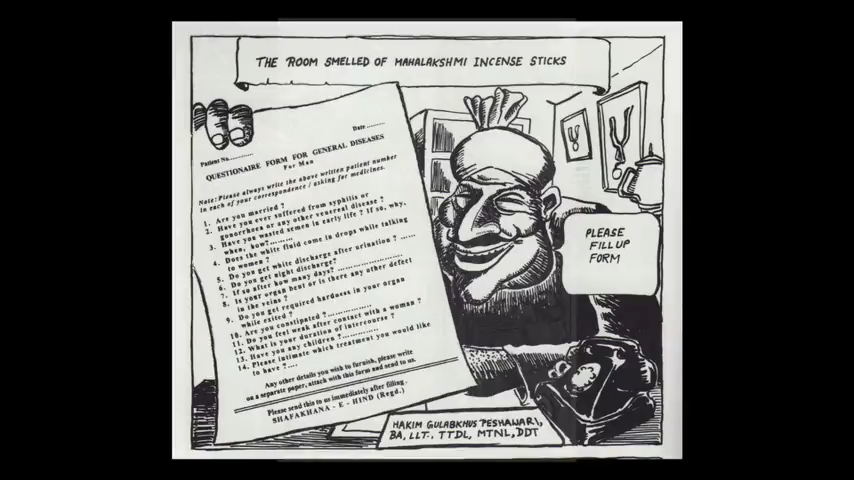 THE ROOM SMELLED OF MAHALAKSHMI INCENSE STICKS
Date........
Patient No...........
QUESTIONAIRE FORM FOR GENERAL DISEASES
For Man
Note: Please always write the above written patient number
in each of your correspondence / asking for medicines.
1. Are you married ?
2. Have you ever suffered from syphilis or
gonorrhoea or any other ventreal disease ?
3. Have you wasted semen in early life ? If so, why,
when, how?.........
4. Does the white fluid come in drops while talking
to women ?
5. Do you get white discharge after urination ? ......
6. Do you get night discharge?
7. If so after how many days? ......................
8. Is your organ bent or is there any other defect
in the veins ?
9. Do you get required hardness in your organ
while exited ?
10. Are you constipated ?..............
11. Do you feel weak after contact with a woman ?
12. What is your duration of intercourse ?
13. Have you any children ?............
14. Please intimate which treatment you would like
to have ?....
Any other details you wish to furnish, please write
on a separate paper, attach with this form and send to us.
Please send this to us immediately after filling.
SHAFAKHANA - E - HIND (Regd.)
PLEASE
FILL UP
FORM
HAKIM GULABKHUS PESHAWARI,
BA, LLT., TTDL, MTNL, DDT